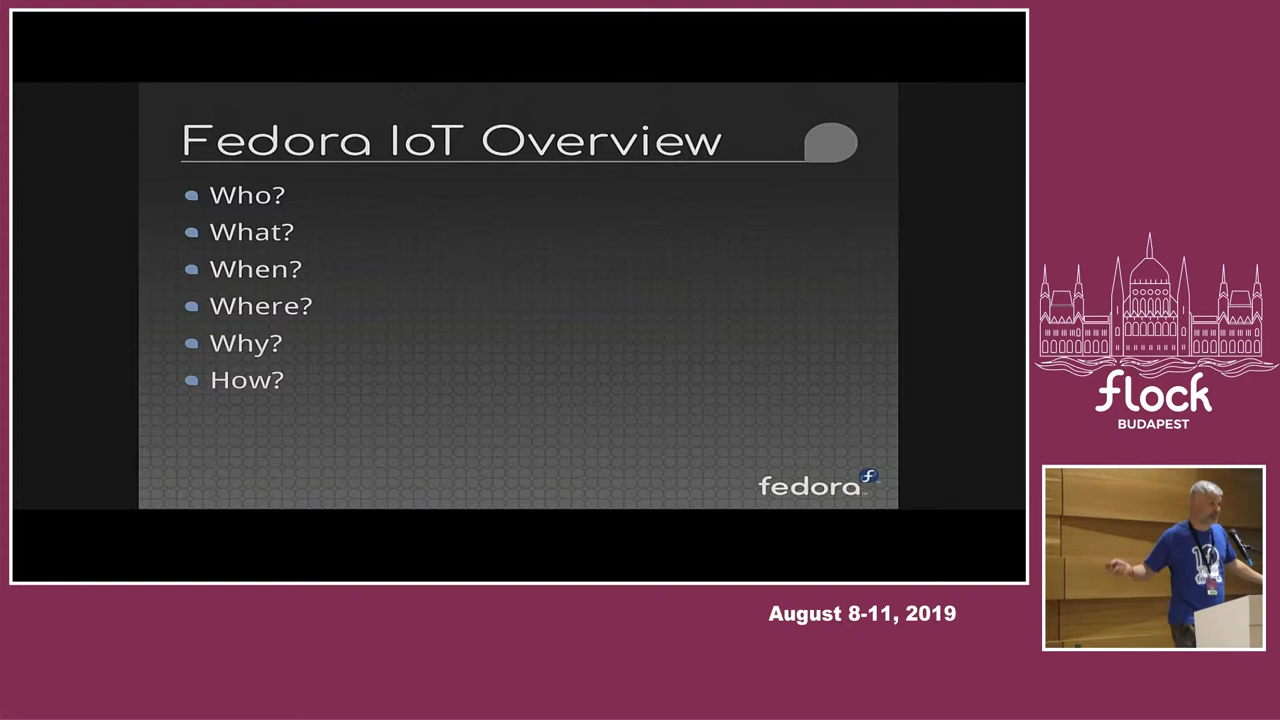 Fedora IoT Overview
Who?
What?
When?
Where?
Why?
How?
fedora
flock
BUDAPEST
August 8-11, 2019